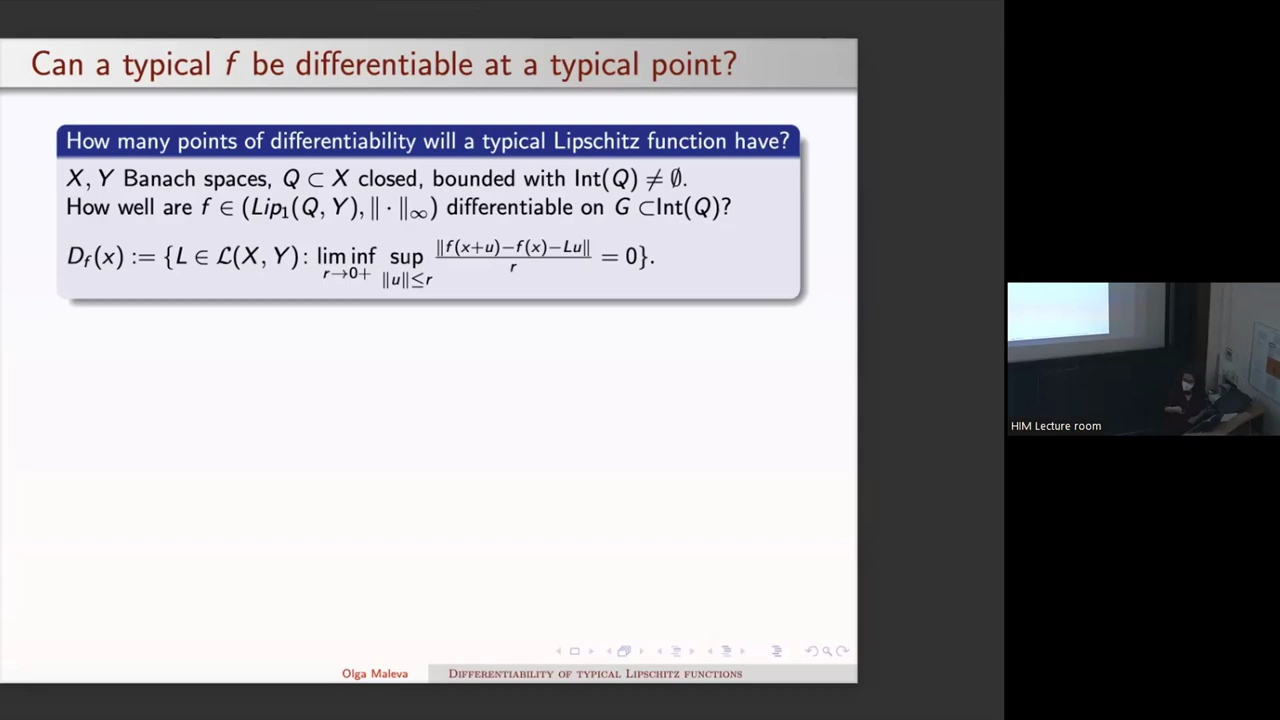 Can a typical f be differentiable at a typical point?
How many points of differentiability will a typical Lipschitz function have?
X, Y Banach spaces, Q ⊂ X closed, bounded with Int(Q) ≠ ∅.
How well are f ∈ (Lip₁(Q, Y), ‖ · ‖∞) differentiable on G ⊂Int(Q)?
D_f(x) := {L ∈ ℒ(X, Y): lim inf_{r→0+} sup_{‖u‖≤r} ‖f(x+u)−f(x)−Lu‖/r = 0}.
HIM Lecture room
Olga Maleva DIFFERENTIABILITY OF TYPICAL LIPSCHITZ FUNCTIONS